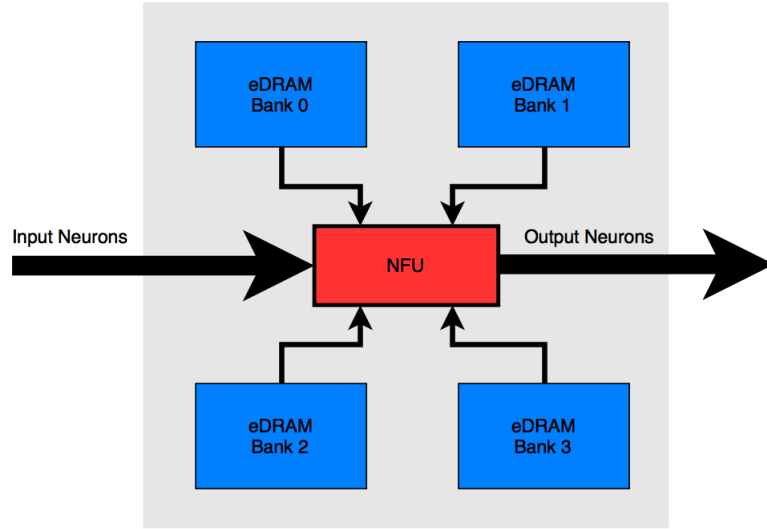 eDRAM
Bank 0
eDRAM
Bank 1
Input Neurons
Output Neurons
NFU
eDRAM
Bank 2
eDRAM
Bank 3